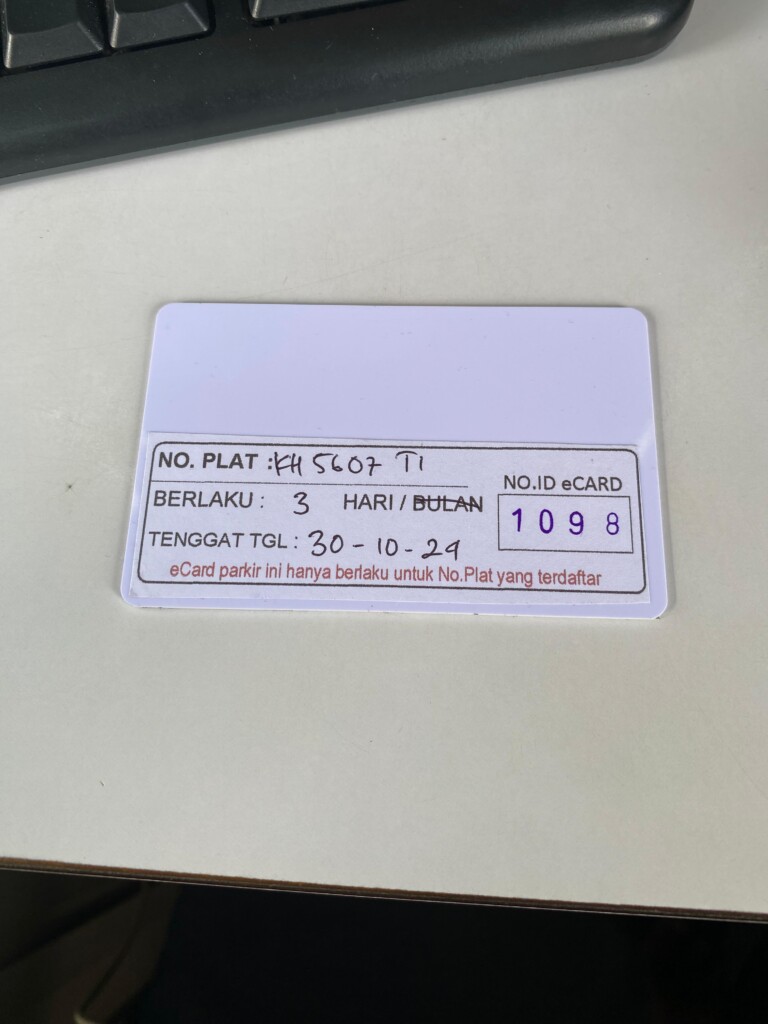 NO. PLAT : KH 5607 TI
BERLAKU : 3 HARI / BULAN
NO.ID eCARD
1098
TENGGAT TGL : 30-10-24
eCard parkir ini hanya berlaku untuk No.Plat yang terdaftar